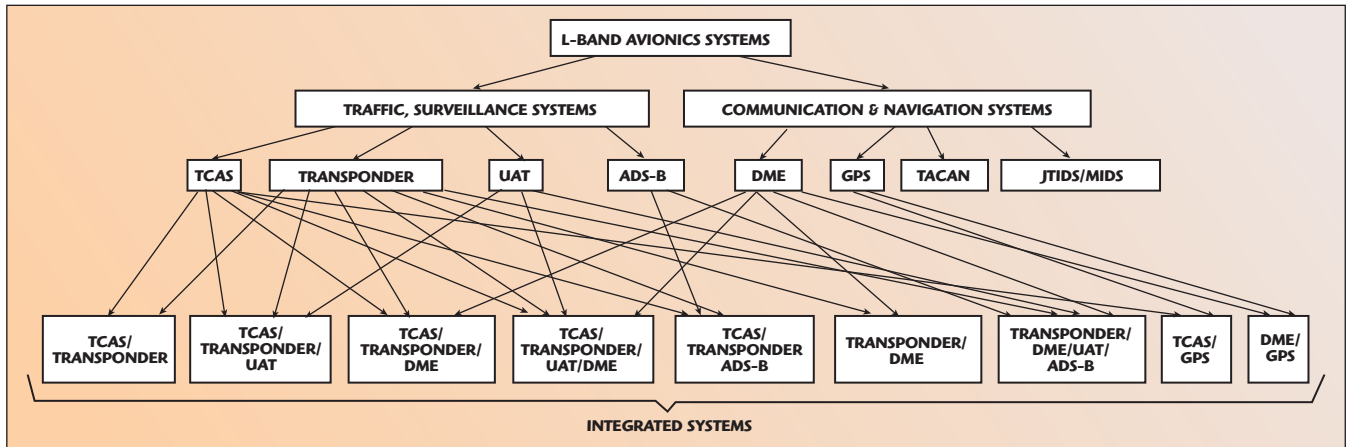 L-BAND AVIONICS SYSTEMS
TRAFFIC, SURVEILLANCE SYSTEMS
COMMUNICATION & NAVIGATION SYSTEMS
TCAS
TRANSPONDER
UAT
ADS-B
DME
GPS
TACAN
JTIDS/MIDS
TCAS/
TRANSPONDER
TCAS/
TRANSPONDER/
UAT
TCAS/
TRANSPONDER/
DME
TCAS/
TRANSPONDER/
UAT/DME
TCAS/
TRANSPONDER
ADS-B
TRANSPONDER/
DME
TRANSPONDER/
DME/UAT/
ADS-B
TCAS/
GPS
DME/
GPS
INTEGRATED SYSTEMS